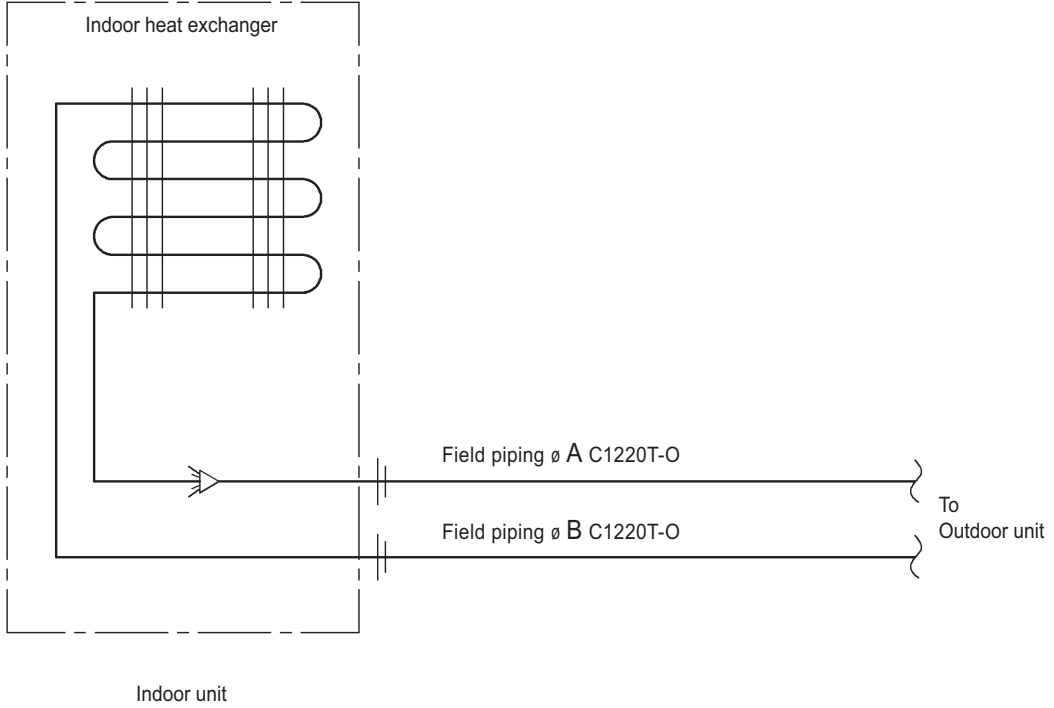 Indoor heat exchanger
Field piping ø A C1220T-O
To
Outdoor unit
Field piping ø B C1220T-O
Indoor unit